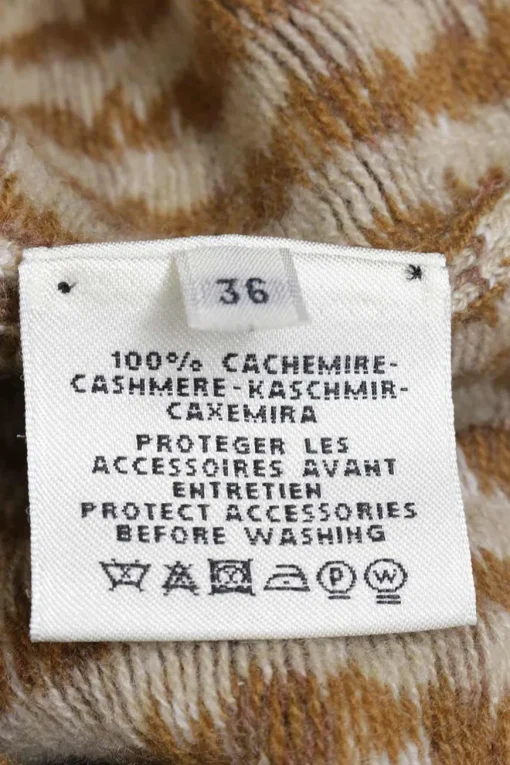 36
100% CACHEMIRE-
CASHMERE-KASCHMIR-
CAXEMIRA
PROTEGER LES
ACCESSOIRES AVANT
ENTRETIEN
PROTECT ACCESSORIES
BEFORE WASHING
P W